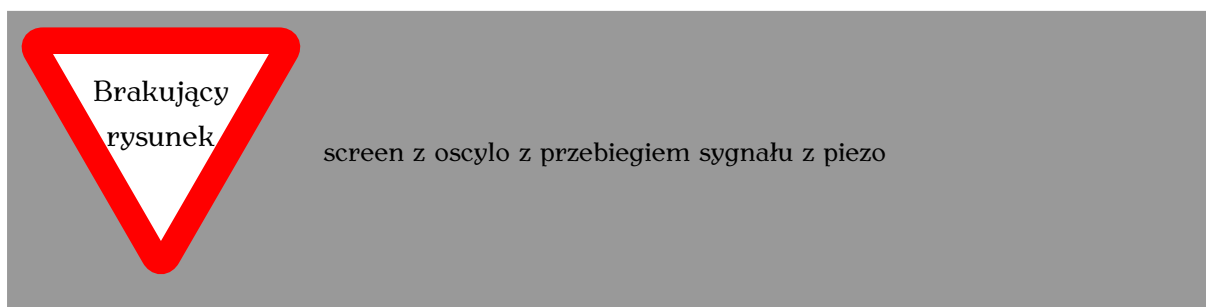 Brakujący
rysunek
screen z oscylo z przebiegiem sygnału z piezo